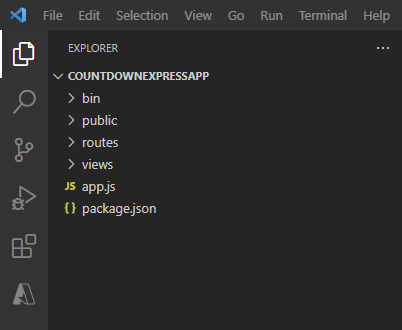 File Edit Selection View Go Run Terminal Help
EXPLORER
COUNTDOWNEXPRESSAPP
bin
public
routes
views
JS app.js
{} package.json